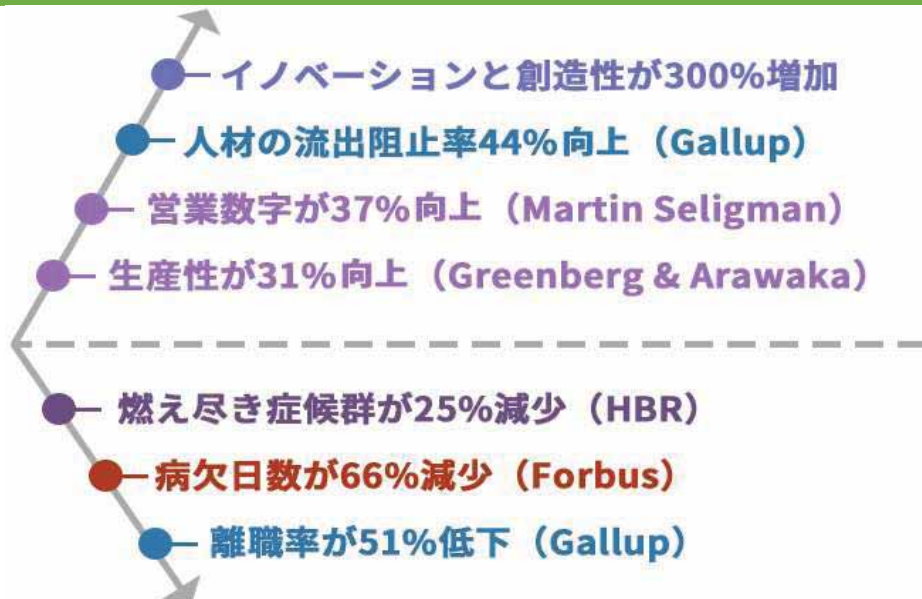 イノベーションと創造性が300%増加
人材の流出阻止率44%向上（Gallup）
営業数字が37%向上（Martin Seligman）
生産性が31%向上（Greenberg & Arawaka）
燃え尽き症候群が25%減少（HBR）
病欠日数が66%減少（Forbus）
離職率が51%低下（Gallup）